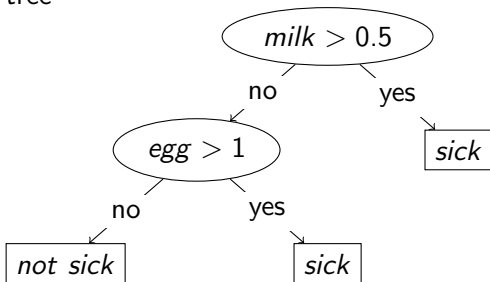 tree
milk > 0.5
no
yes
egg > 1
sick
no
yes
not sick
sick